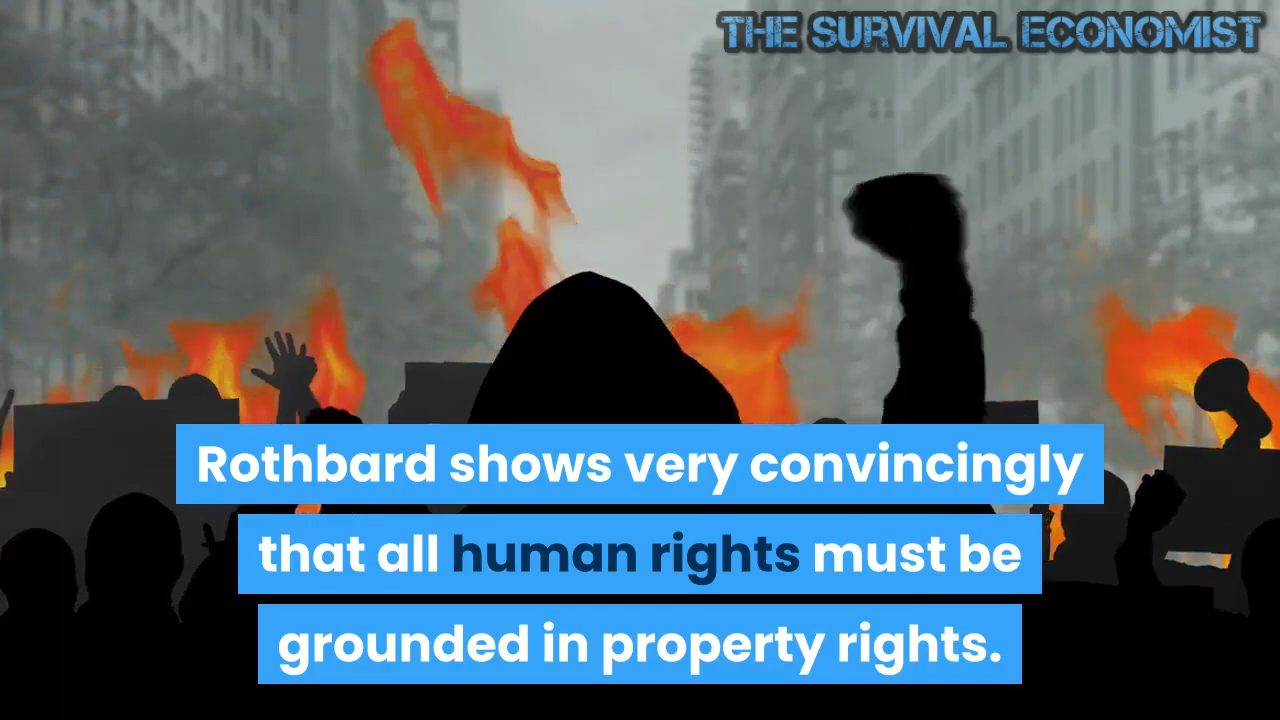 THE SURVIVAL ECONOMIST
Rothbard shows very convincingly
that all human rights must be
grounded in property rights.